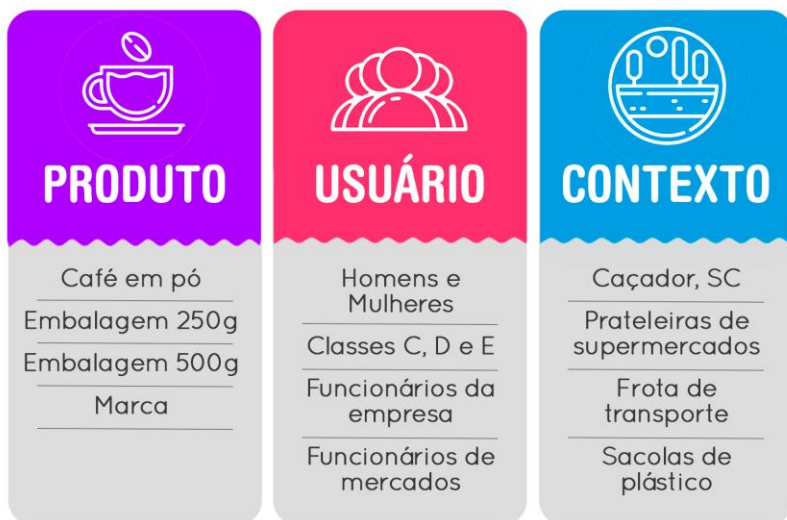 PRODUTO
Café em pó
Embalagem 250g
Embalagem 500g
Marca
USUÁRIO
Homens e
Mulheres
Classes C, D e E
Funcionários da
empresa
Funcionários de
mercados
CONTEXTO
Caçador, SC
Prateleiras de
supermercados
Frota de
transporte
Sacolas de
plástico